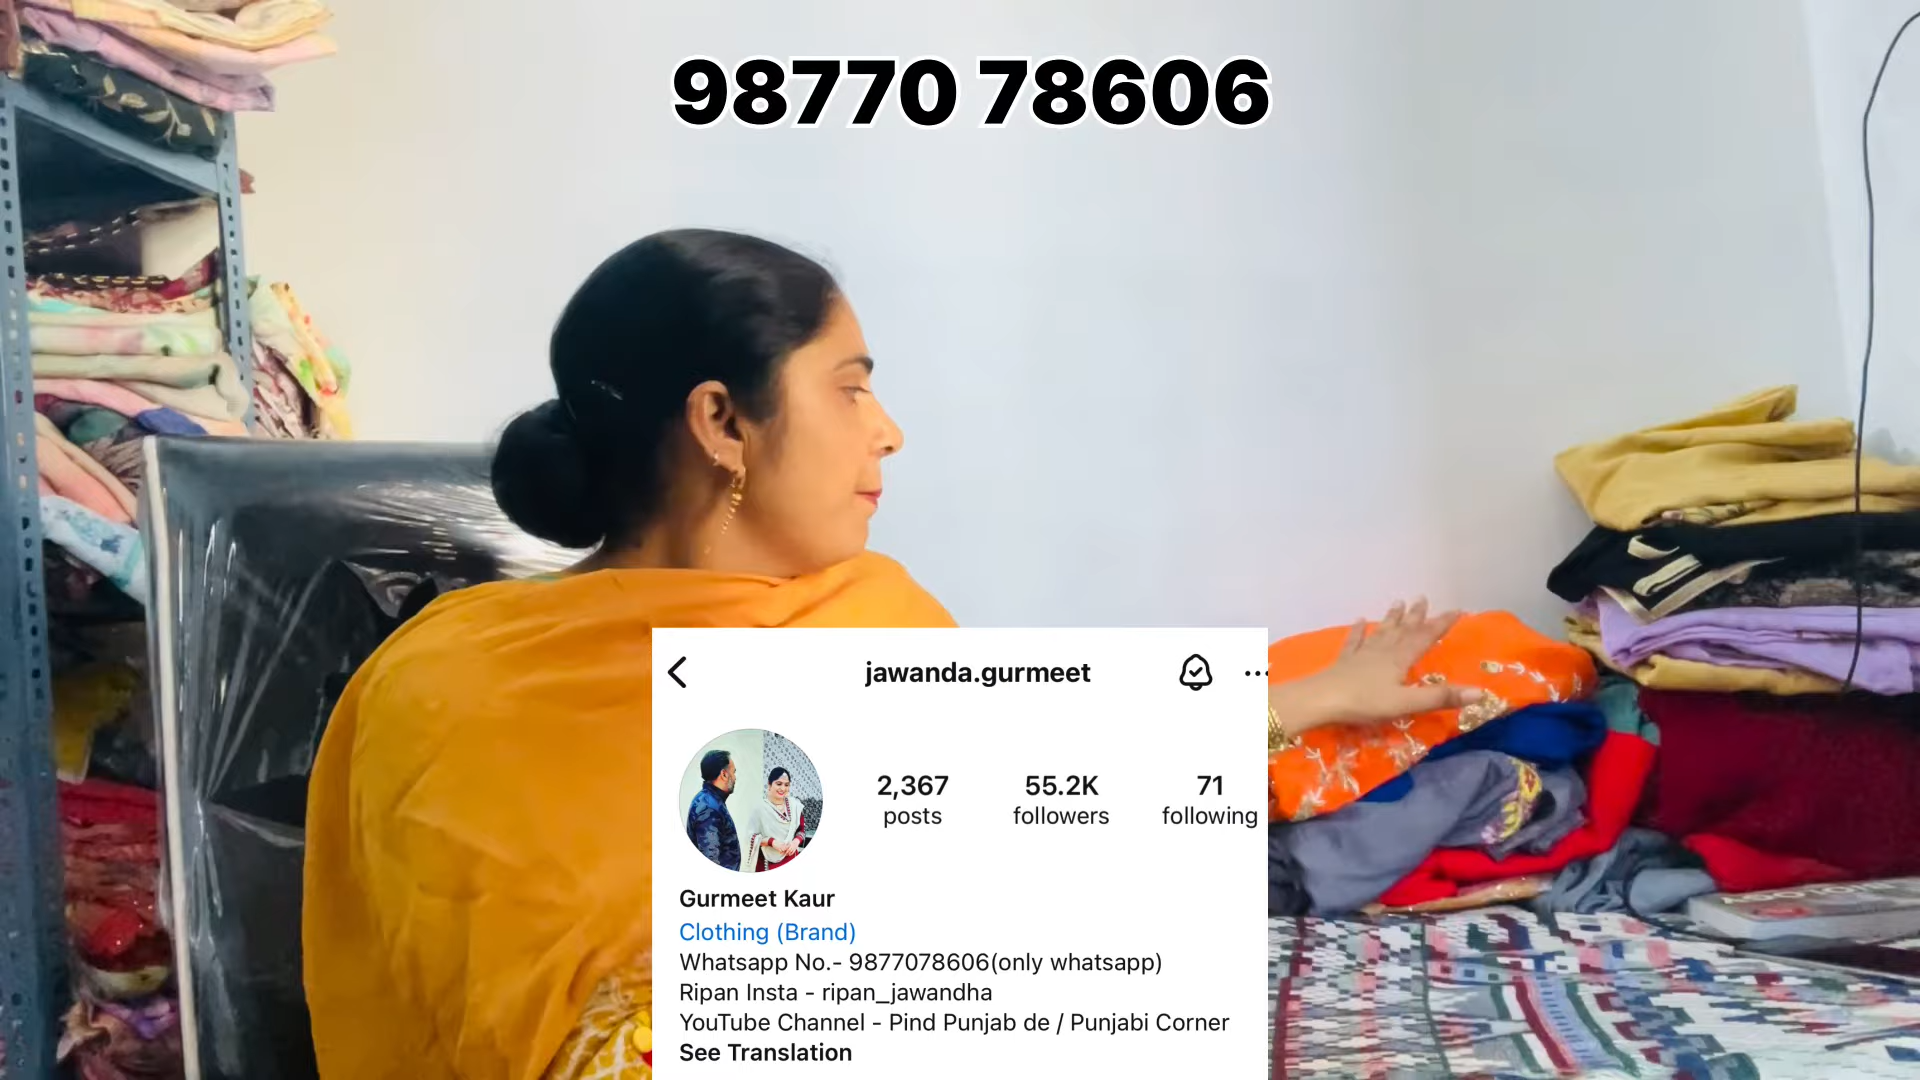 98770 78606
jawanda.gurmeet
2,367
posts
55.2K
followers
71
following
Gurmeet Kaur
Clothing (Brand)
Whatsapp No.- 9877078606(only whatsapp)
Ripan Insta - ripan_jawandha
YouTube Channel - Pind Punjab de / Punjabi Corner
See Translation